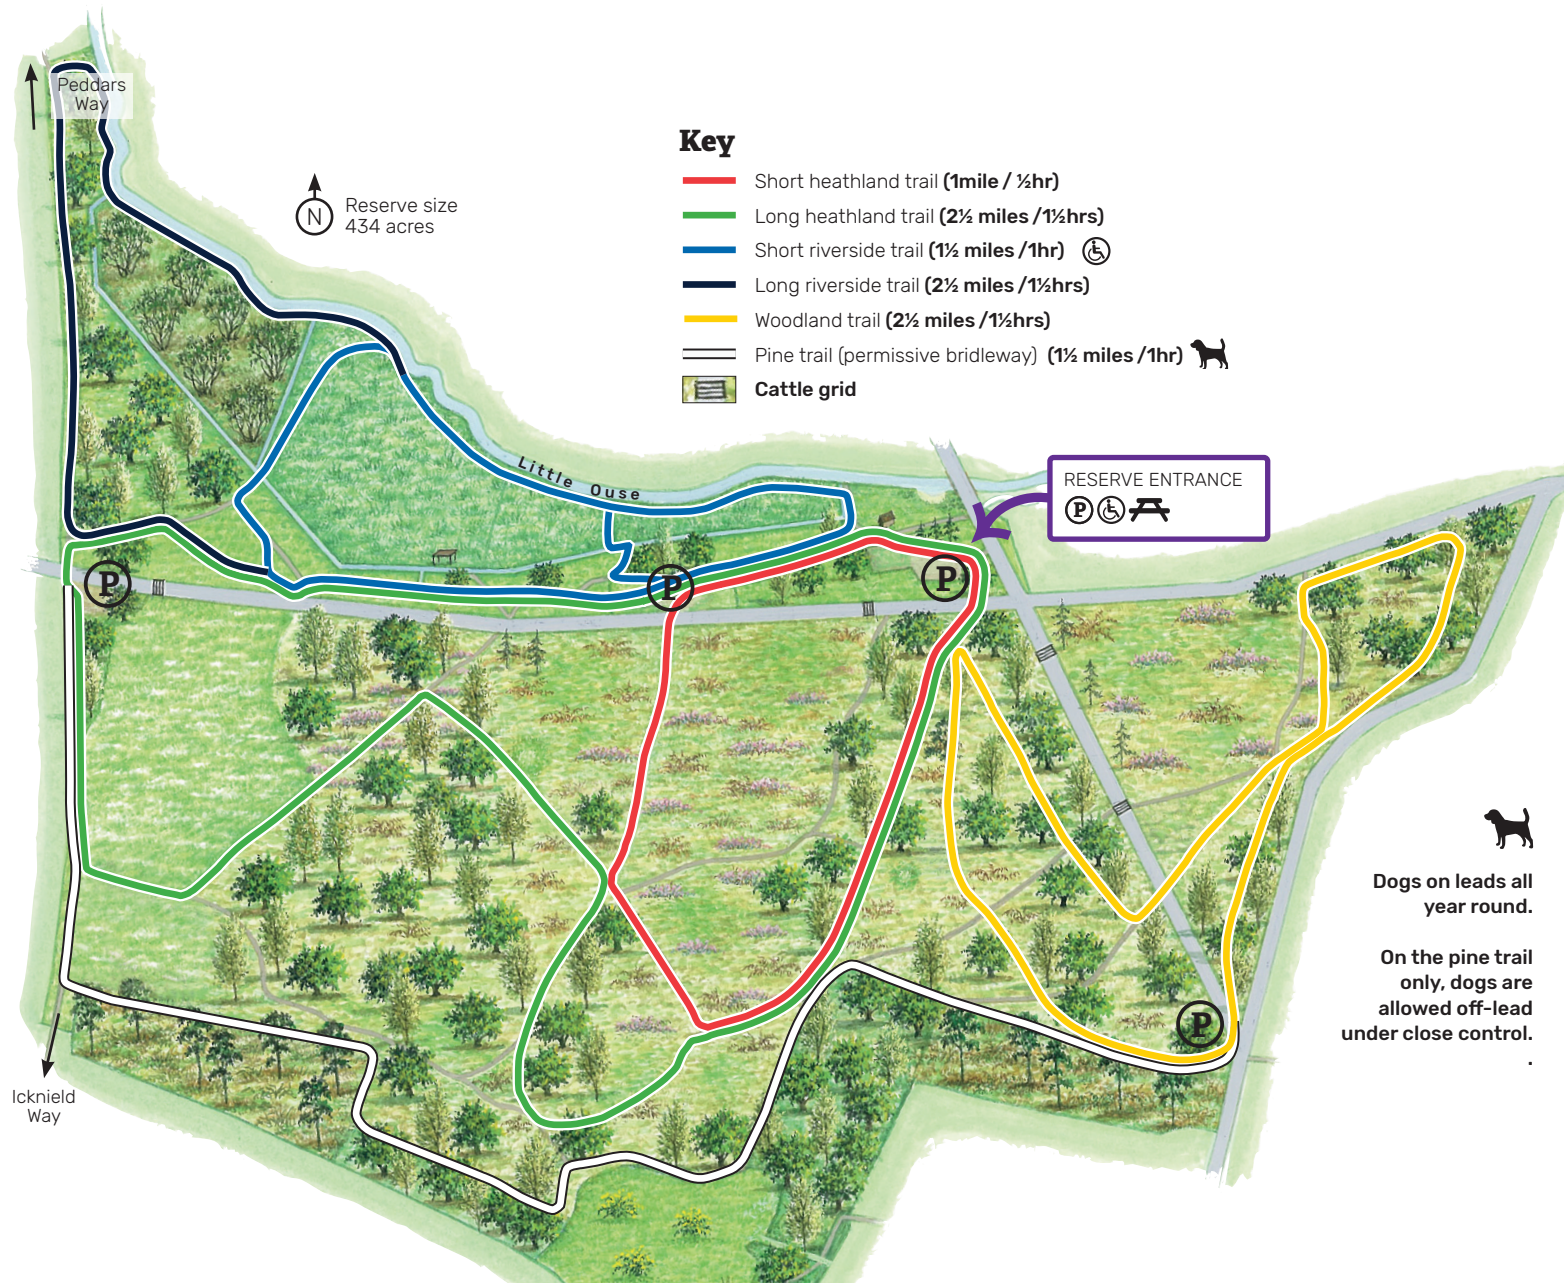 Peddars
Way
N
Reserve size
434 acres
Key
Short heathland trail (1mile / ½hr)
Long heathland trail (2½ miles /1½hrs)
Short riverside trail (1½ miles /1hr)
Long riverside trail (2½ miles /1½hrs)
Woodland trail (2½ miles /1½hrs)
Pine trail (permissive bridleway) (1½ miles /1hr)
Cattle grid
Little Ouse
RESERVE ENTRANCE
P
P
P
P
P
Dogs on leads all
year round.
On the pine trail
only, dogs are
allowed off-lead
under close control.
.
Icknield
Way